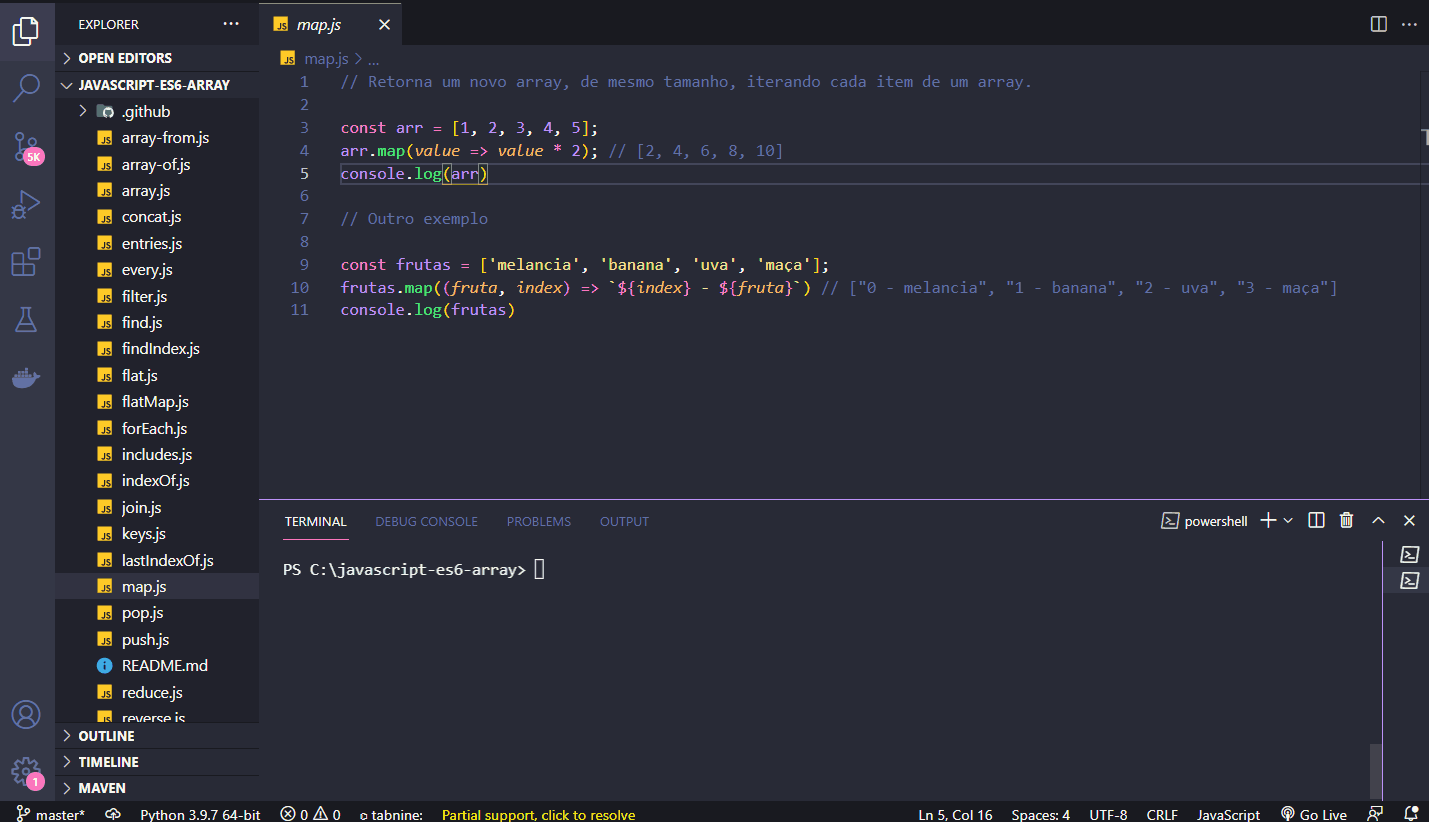 EXPLORER
OPEN EDITORS
JAVASCRIPT-ES6-ARRAY
.github
array-from.js
array-of.js
array.js
concat.js
entries.js
every.js
filter.js
find.js
findIndex.js
flat.js
flatMap.js
forEach.js
includes.js
indexOf.js
join.js
keys.js
lastIndexOf.js
map.js
pop.js
push.js
README.md
reduce.js
reverse.js
OUTLINE
TIMELINE
MAVEN
5K
1
map.js
map.js > ...
1 // Retorna um novo array, de mesmo tamanho, iterando cada item de um array.
2
3 const arr = [1, 2, 3, 4, 5];
4 arr.map(value => value * 2); // [2, 4, 6, 8, 10]
5 console.log(arr)
6
7 // Outro exemplo
8
9 const frutas = ['melancia', 'banana', 'uva', 'maça'];
10 frutas.map((fruta, index) => `${index} - ${fruta}`) // ["0 - melancia", "1 - banana", "2 - uva", "3 - maça"]
11 console.log(frutas)
TERMINAL DEBUG CONSOLE PROBLEMS OUTPUT powershell
PS C:\javascript-es6-array>
master* Python 3.9.7 64-bit 0 0 tabnine: Partial support, click to resolve Ln 5, Col 16 Spaces: 4 UTF-8 CRLF JavaScript Go Live